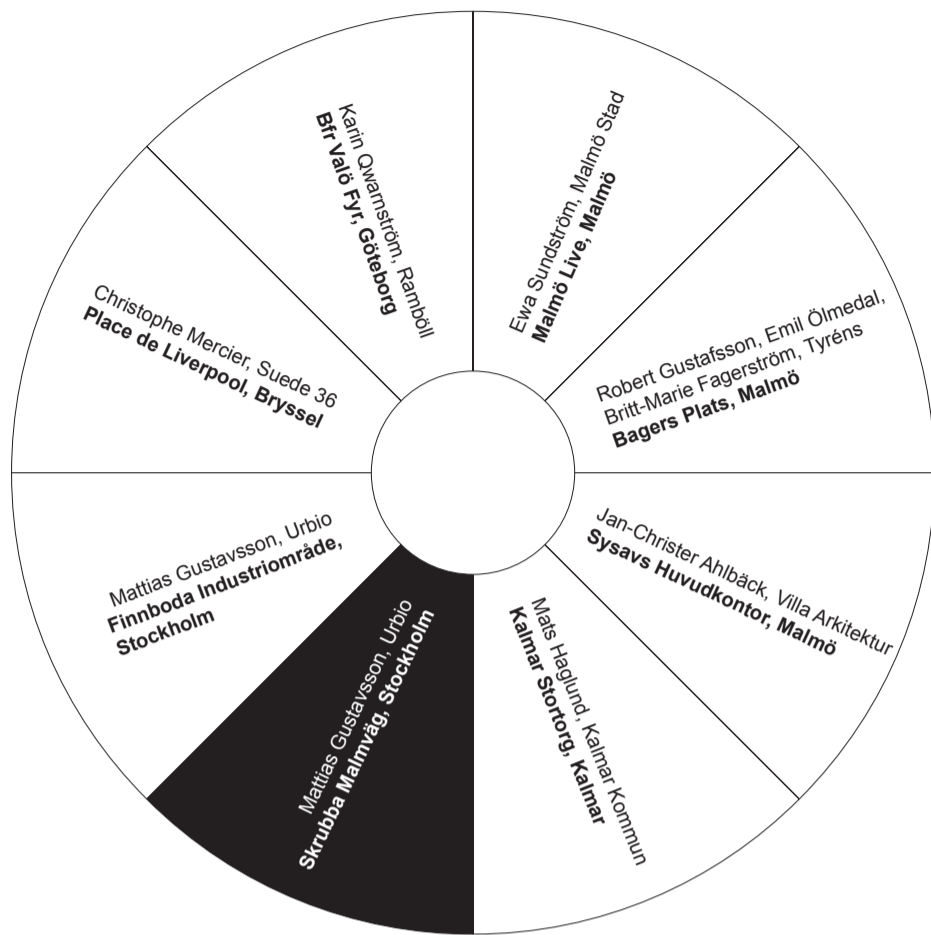 Ewa Sundström, Malmö Stad
Malmö Live, Malmö
Robert Gustafsson, Emil Ölmedal,
Britt-Marie Fagerström, Tyréns
Bagers Plats, Malmö
Jan-Christer Ahlbäck, Villa Arkitektur
Sysavs Huvudkontor, Malmö
Mats Haglund, Kalmar Kommun
Kalmar Stortorg, Kalmar
Mattias Gustavsson, Urbio
Skrubba Malmväg, Stockholm
Mattias Gustavsson, Urbio
Finnboda Industriområde,
Stockholm
Christophe Mercier, Suede 36
Place de Liverpool, Bryssel
Karin Qwarnström, Ramböll
Bfr Valö Fyr, Göteborg